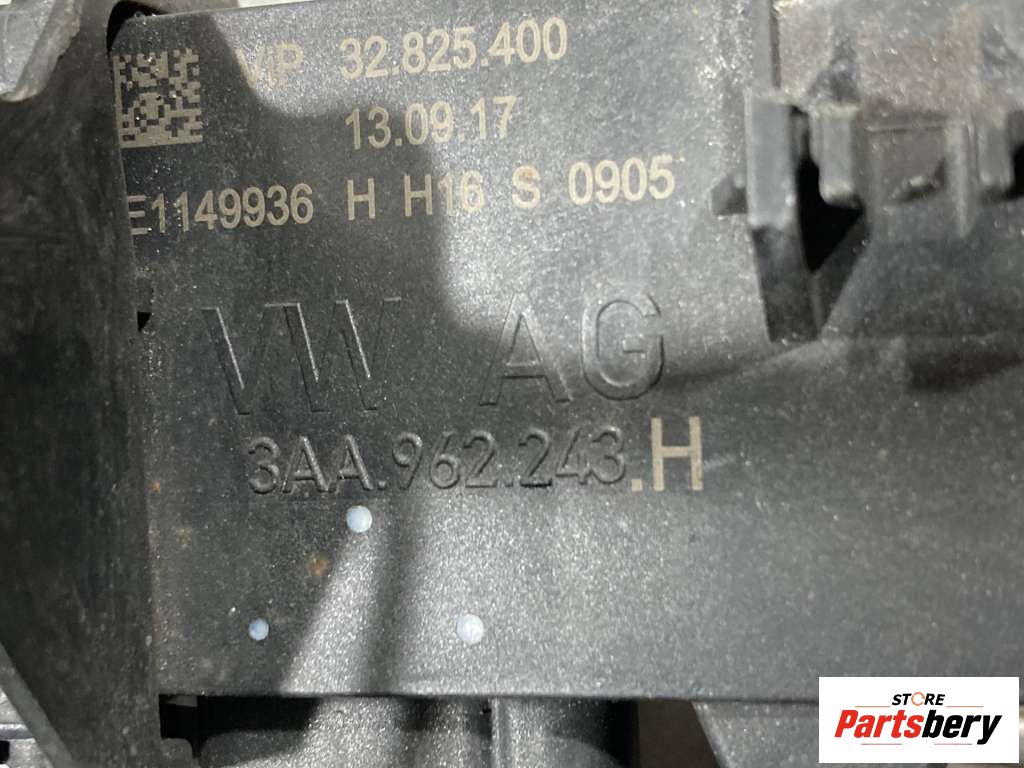 ViP 32.825.400
13.09.17
E1149936 H H16 S 0905
VW AG
3AA.962.243.H
STORE
Partsbery